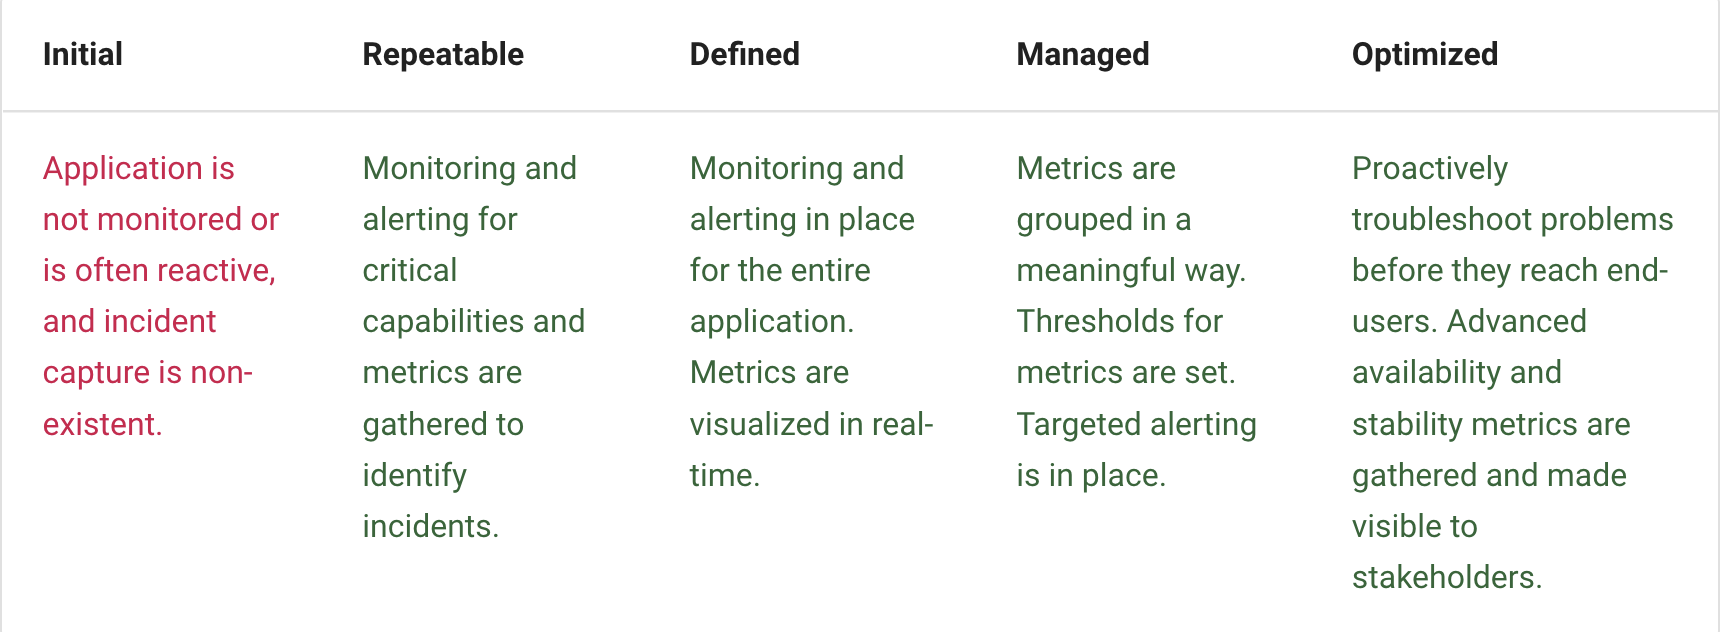 Initial
Repeatable
Defined
Managed
Optimized
Application is
not monitored or
is often reactive,
and incident
capture is non-
existent.
Monitoring and
alerting for
critical
capabilities and
metrics are
gathered to
identify
incidents.
Monitoring and
alerting in place
for the entire
application.
Metrics are
visualized in real-
time.
Metrics are
grouped in a
meaningful way.
Thresholds for
metrics are set.
Targeted alerting
is in place.
Proactively
troubleshoot problems
before they reach end-
users. Advanced
availability and
stability metrics are
gathered and made
visible to
stakeholders.